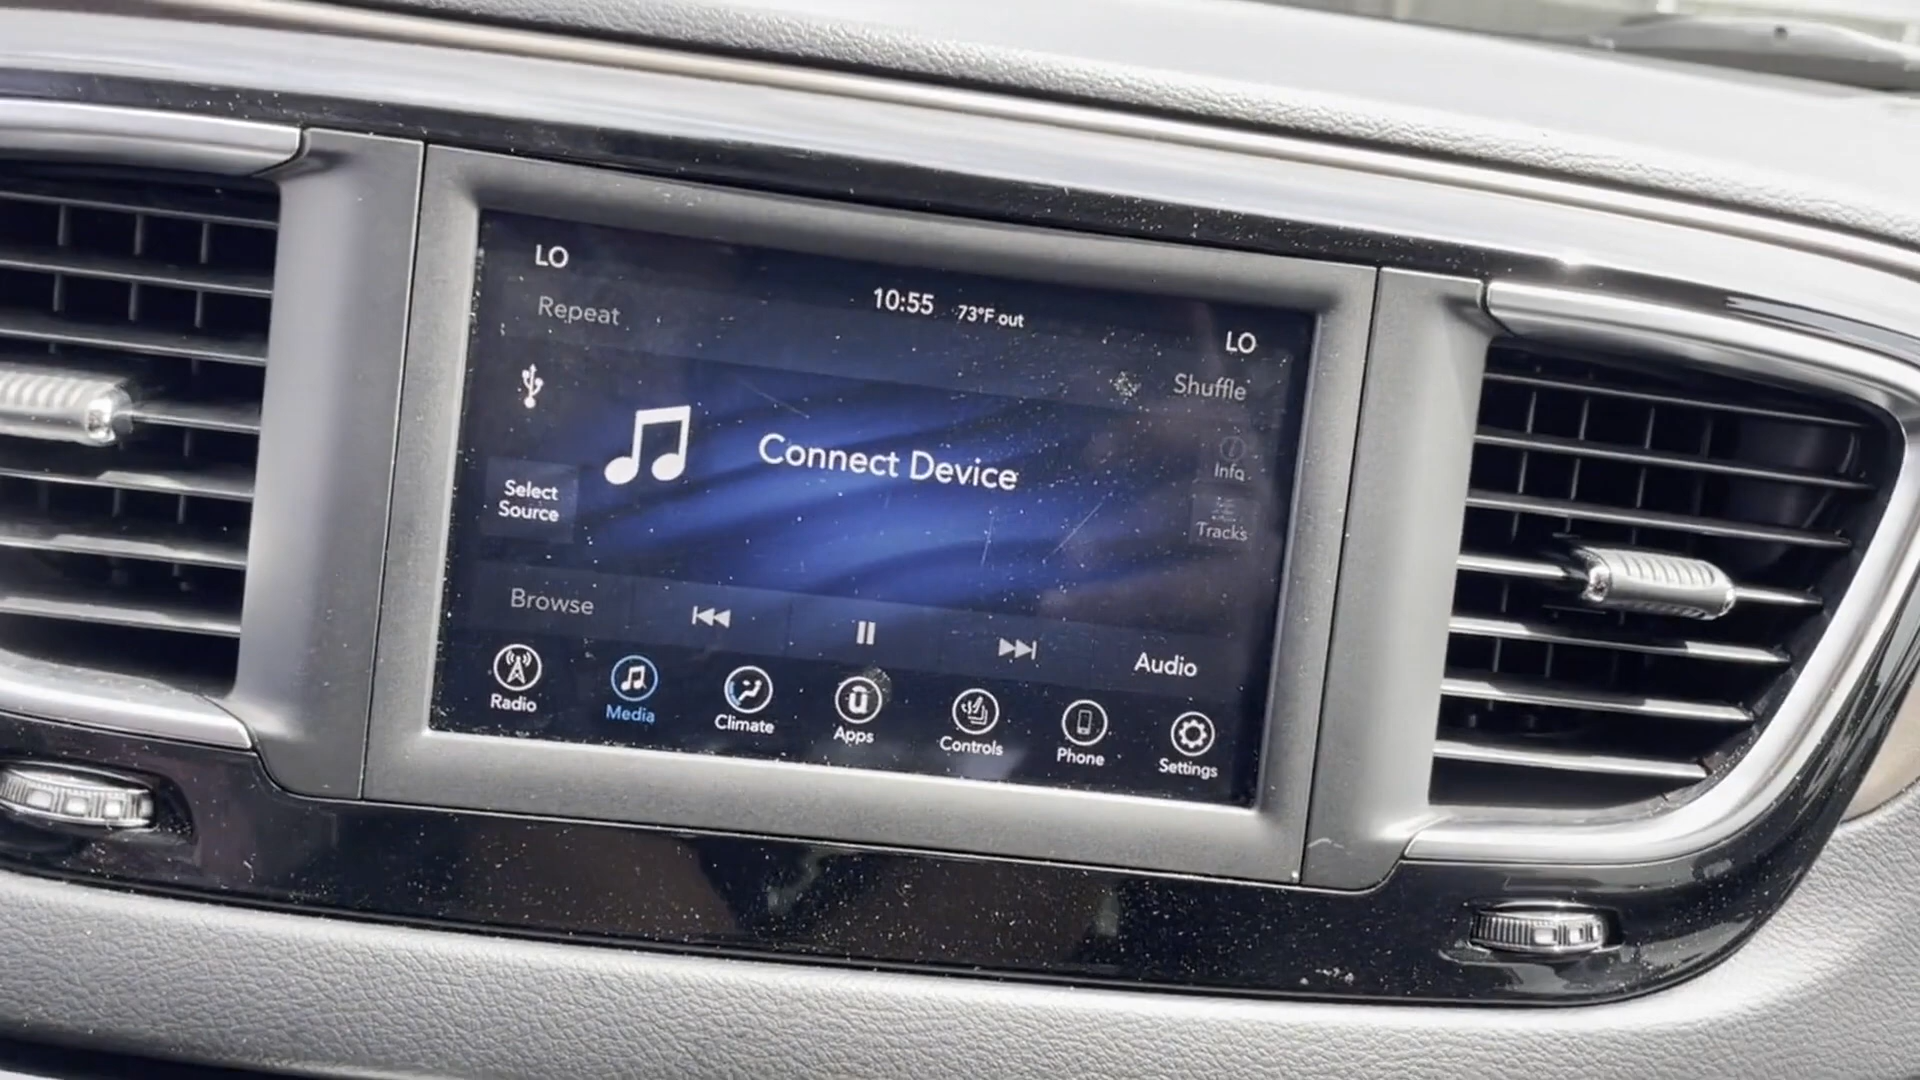 LO
10:55 73°F out
LO
Repeat
Shuffle
Connect Device
Info
Select
Source
Tracks
Browse
Audio
Radio
Media
Climate
Apps
Controls
Phone
Settings